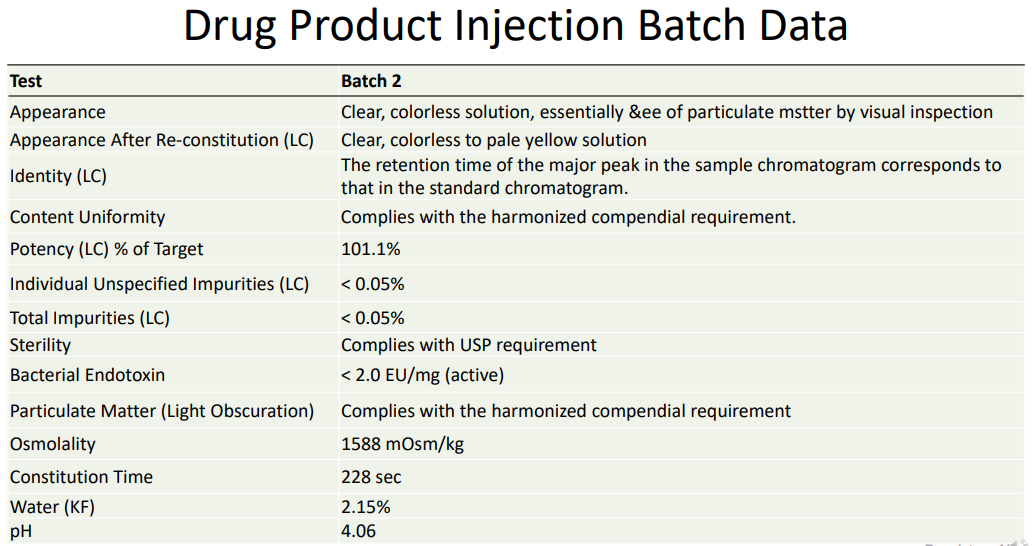 Drug Product Injection Batch Data
Test Batch 2
Appearance Clear, colorless solution, essentially &ee of particulate mstter by visual inspection
Appearance After Re-constitution (LC) Clear, colorless to pale yellow solution
Identity (LC) The retention time of the major peak in the sample chromatogram corresponds to
that in the standard chromatogram.
Content Uniformity Complies with the harmonized compendial requirement.
Potency (LC) % of Target 101.1%
Individual Unspecified Impurities (LC) < 0.05%
Total Impurities (LC) < 0.05%
Sterility Complies with USP requirement
Bacterial Endotoxin < 2.0 EU/mg (active)
Particulate Matter (Light Obscuration) Complies with the harmonized compendial requirement
Osmolality 1588 mOsm/kg
Constitution Time 228 sec
Water (KF) 2.15%
pH 4.06